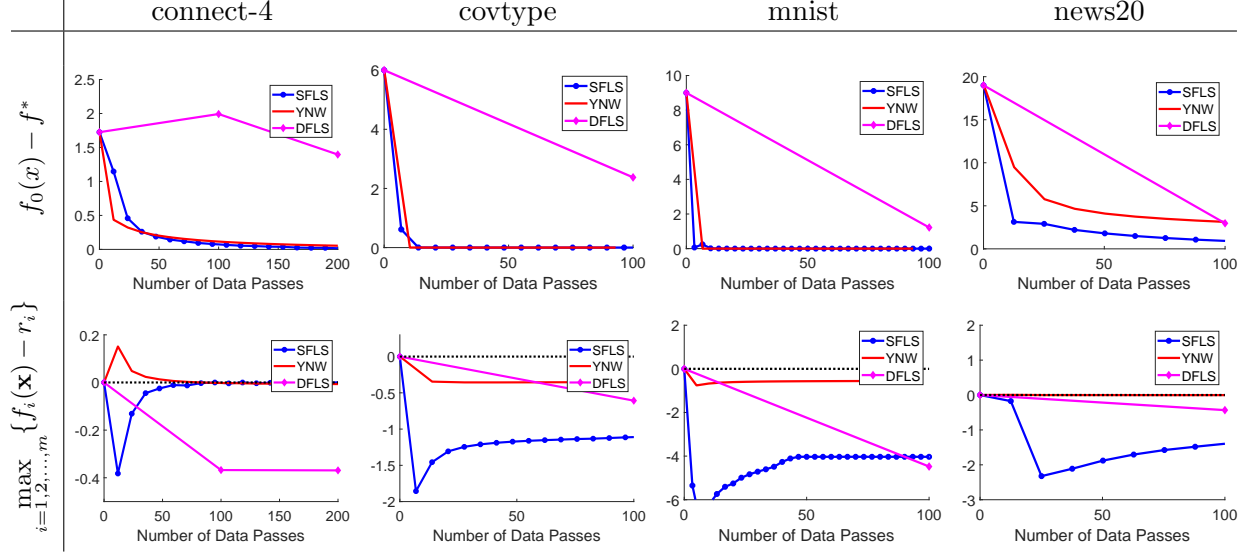 connect-4 covtype mnist news20
f₀(x) − f*
2.5
2
1.5
1
0.5
0
0 50 100 150 200
Number of Data Passes
SFLS
YNW
DFLS
6
4
2
0
0 50 100
Number of Data Passes
SFLS
YNW
DFLS
10
8
6
4
2
0
0 50 100
Number of Data Passes
SFLS
YNW
DFLS
20
15
10
5
0
0 50 100
Number of Data Passes
SFLS
YNW
DFLS
max {fᵢ(𝐱) − rᵢ}
i=1,2,...,m
0.2
0
-0.2
-0.4
0 50 100 150 200
Number of Data Passes
SFLS
YNW
DFLS
0
-0.5
-1
-1.5
-2
0 50 100
Number of Data Passes
SFLS
YNW
DFLS
2
0
-2
-4
-6
0 50 100
Number of Data Passes
SFLS
YNW
DFLS
2
1
0
-1
-2
-3
0 50 100
Number of Data Passes
SFLS
YNW
DFLS